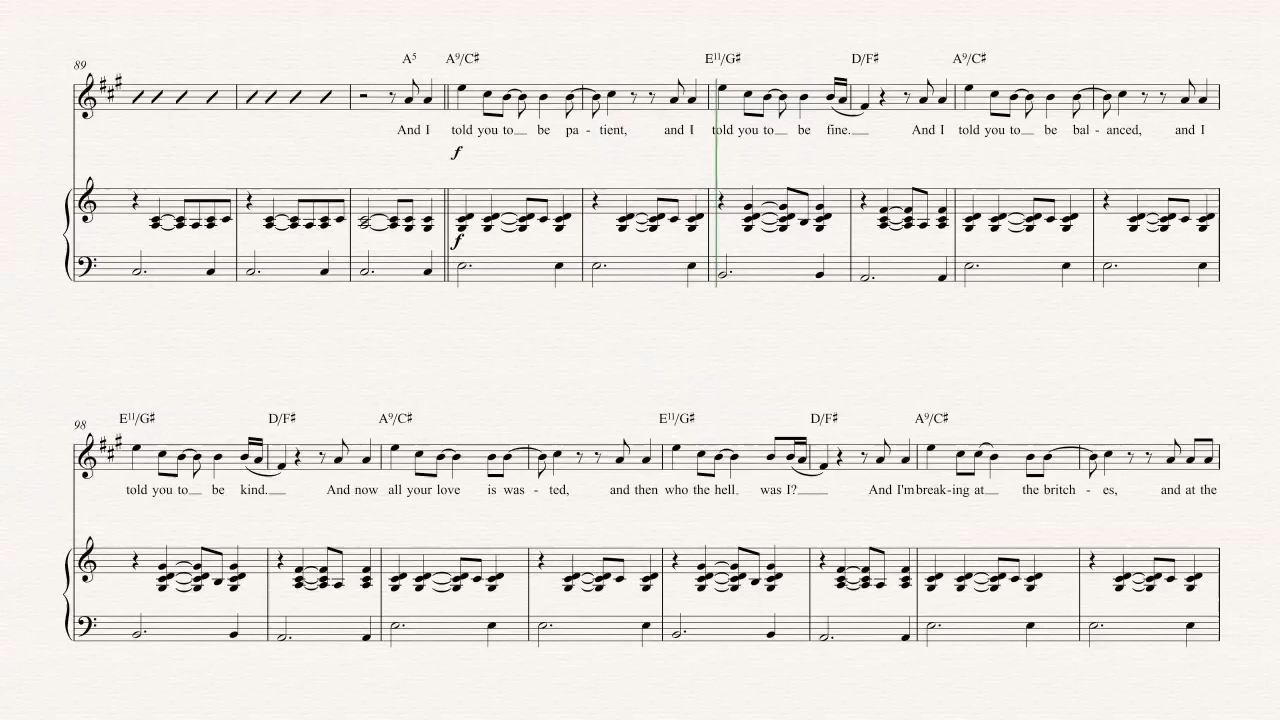 89
A5 A9/C♯ E11/G♯ D/F♯ A9/C♯
And I told you to be pa - tient, and I told you to be fine. And I told you to be bal - anced, and I
f
f
98
E11/G♯ D/F♯ A9/C♯ E11/G♯ D/F♯ A9/C♯
told you to be kind. And now all your love is was - ted, and then who the hell was I? And I'm break-ing at the britch - es, and at the